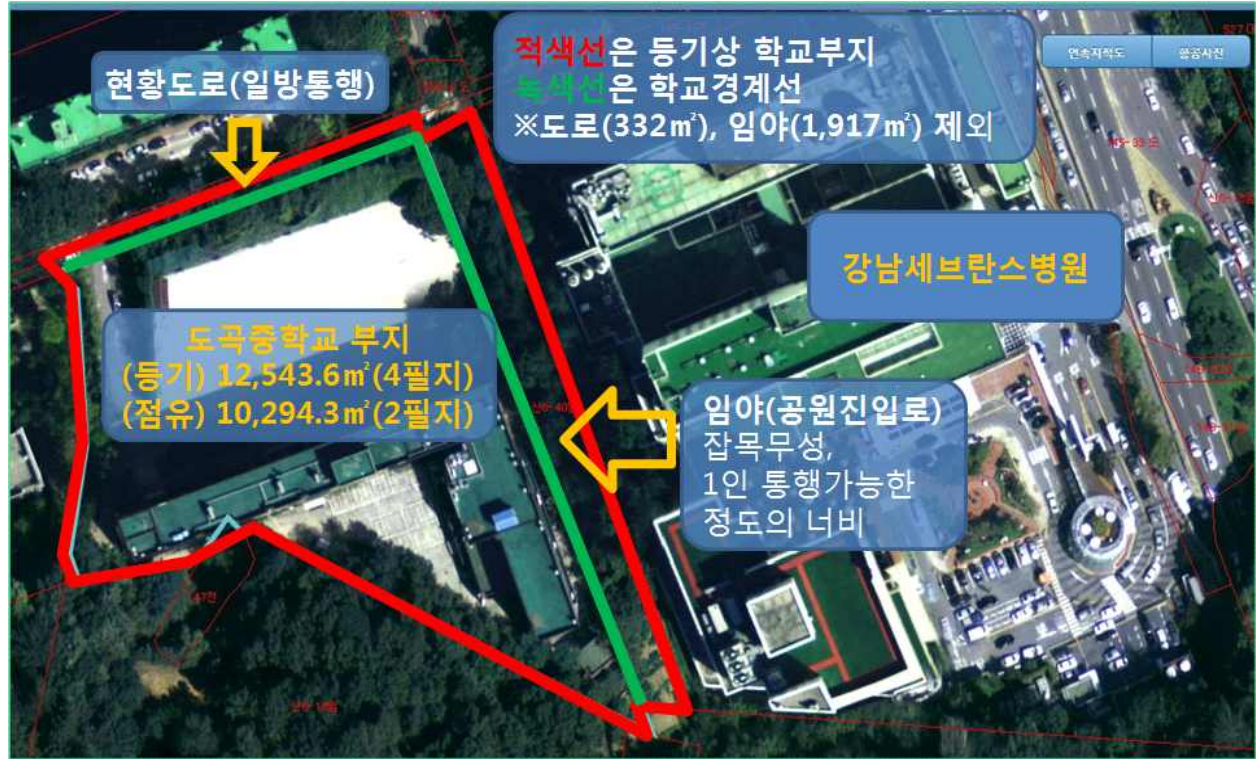 적색선은 등기상 학교부지
녹색선은 학교경계선
※도로(332㎡), 임야(1,917㎡) 제외
연속지적도
항공사진
현황도로(일방통행)
강남세브란스병원
도곡중학교 부지
(등기) 12,543.6㎡(4필지)
(점유) 10,294.3㎡(2필지)
임야(공원진입로)
잡목무성,
1인 통행가능한
정도의 너비
47전